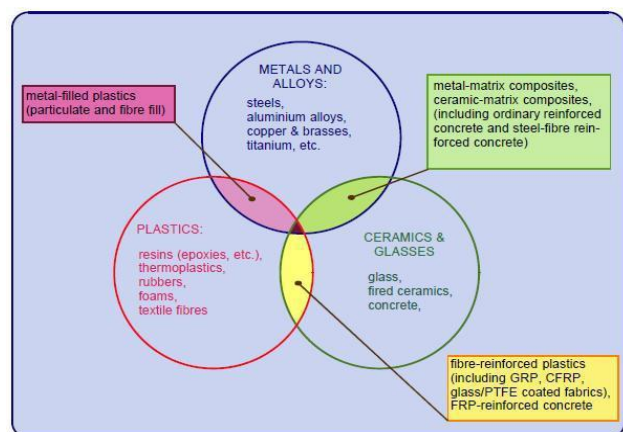 METALS AND
ALLOYS:
steels,
aluminium alloys,
copper & brasses,
titanium, etc.
metal-filled plastics
(particulate and fibre fill)
metal-matrix composites,
ceramic-matrix composites,
(including ordinary reinforced
concrete and steel-fibre rein-
forced concrete)
PLASTICS:
resins (epoxies, etc.),
thermoplastics,
rubbers,
foams,
textile fibres
CERAMICS &
GLASSES
glass,
fired ceramics,
concrete,
fibre-reinforced plastics
(including GRP, CFRP,
glass/PTFE coated fabrics),
FRP-reinforced concrete